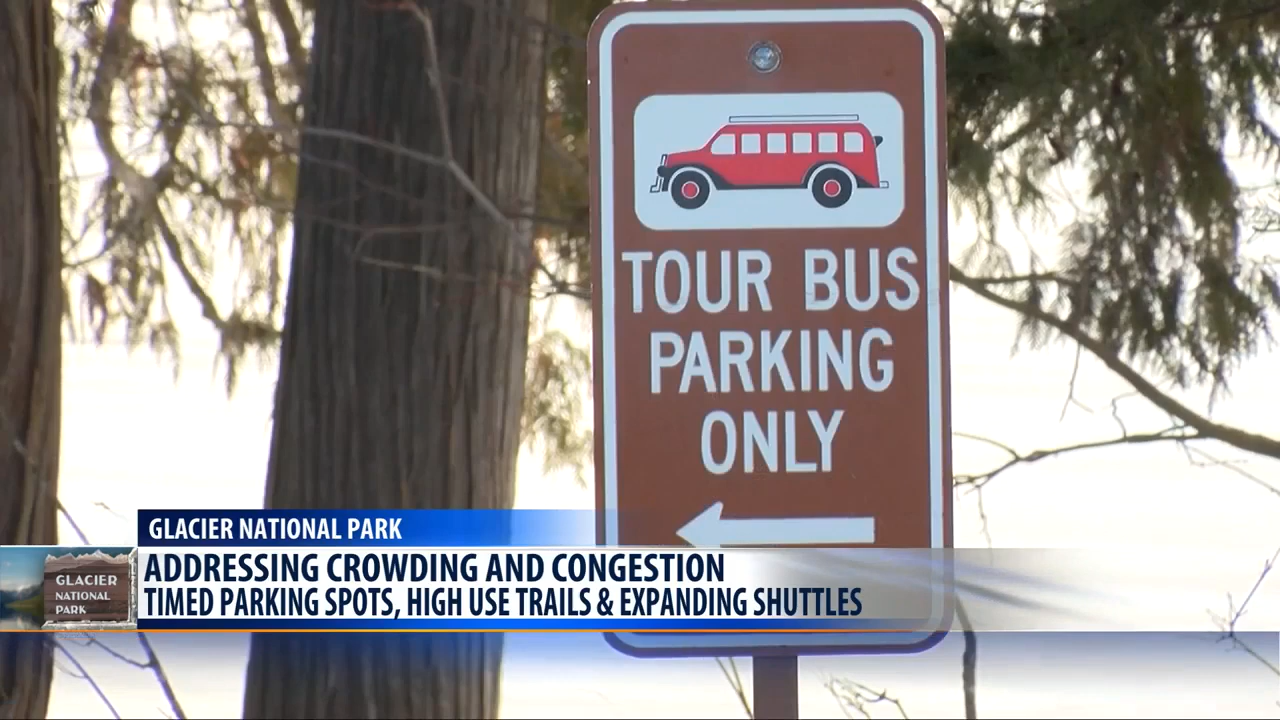 TOUR BUS
PARKING
ONLY
GLACIER NATIONAL PARK
ADDRESSING CROWDING AND CONGESTION
TIMED PARKING SPOTS, HIGH USE TRAILS & EXPANDING SHUTTLES
GLACIER
NATIONAL
PARK